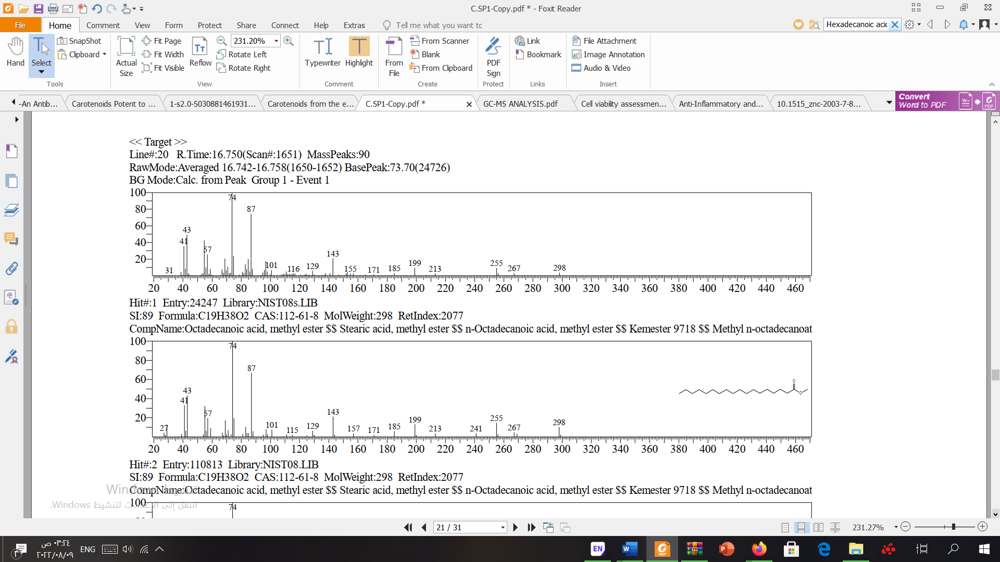 C.SP1-Copy.pdf * - Foxit Reader
File Home Comment View Form Protect Share Connect Help Extras Tell me what you want to
Hexadecanoic acic
Hand
Select
SnapShot
Clipboard
Tools
Actual Size
Fit Page
Fit Width
Fit Visible
Reflow
231.20%
Rotate Left
Rotate Right
View
Typewriter
Highlight
Comment
From File
From Scanner
Blank
From Clipboard
Create
PDF Sign
Protect
Link
Bookmark
Links
File Attachment
Image Annotation
Audio & Video
Insert
–An Antib...
Carotenoids Potent to ...
1-s2.0-S030881461931...
Carotenoids from the e...
C.SP1-Copy.pdf *
GC-MS ANALYSIS.pdf
Cell viability assessmen...
Anti-Inflammatory and...
10.1515_znc-2003-7-8...
Convert
Word to PDF
<< Target >>
Line#:20 R.Time:16.750(Scan#:1651) MassPeaks:90
RawMode:Averaged 16.742-16.758(1650-1652) BasePeak:73.70(24726)
BG Mode:Calc. from Peak Group 1 - Event 1
100
80
60
40
20
31 41 43 57 74 87 101 116 129 143 155 171 185 199 213 255 267 298
20 40 60 80 100 120 140 160 180 200 220 240 260 280 300 320 340 360 380 400 420 440 460
Hit#:1 Entry:24247 Library:NIST08s.LIB
SI:89 Formula:C19H38O2 CAS:112-61-8 MolWeight:298 RetIndex:2077
CompName:Octadecanoic acid, methyl ester $$ Stearic acid, methyl ester $$ n-Octadecanoic acid, methyl ester $$ Kemester 9718 $$ Methyl n-octadecanoat
100
80
60
40
20
27 41 43 57 74 87 101 115 129 143 157 171 185 199 213 241 255 267 298
20 40 60 80 100 120 140 160 180 200 220 240 260 280 300 320 340 360 380 400 420 440 460
Hit#:2 Entry:110813 Library:NIST08.LIB
SI:89 Formula:C19H38O2 CAS:112-61-8 MolWeight:298 RetIndex:2077
CompName:Octadecanoic acid, methyl ester $$ Stearic acid, methyl ester $$ n-Octadecanoic acid, methyl ester $$ Kemester 9718 $$ Methyl n-octadecanoat
100
74
تنشيط Windows
انتقل إلى الإعدادات لتنشيط Windows.
21 / 31
231.27%
٠٣:٢٤ ص
٢٠٢٢/٠٨/٠٩
ENG
EN